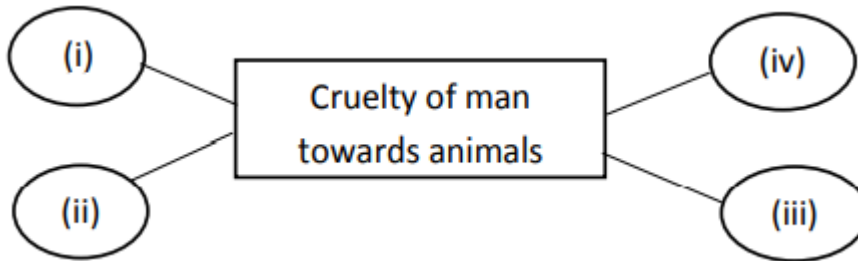 (i)
(iv)
Cruelty of man
towards animals
(ii)
(iii)